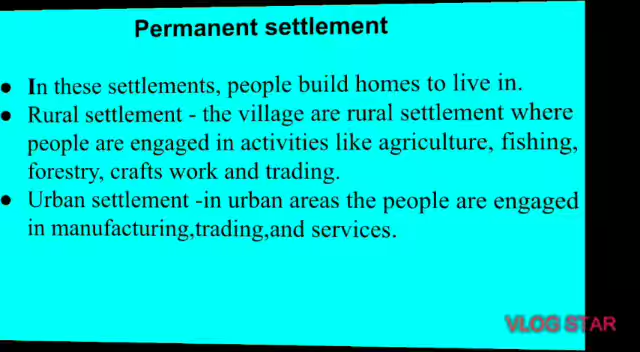 Permanent settlement
● In these settlements, people build homes to live in.
● Rural settlement - the village are rural settlement where
people are engaged in activities like agriculture, fishing,
forestry, crafts work and trading.
● Urban settlement -in urban areas the people are engaged
in manufacturing,trading,and services.
VLOG STAR